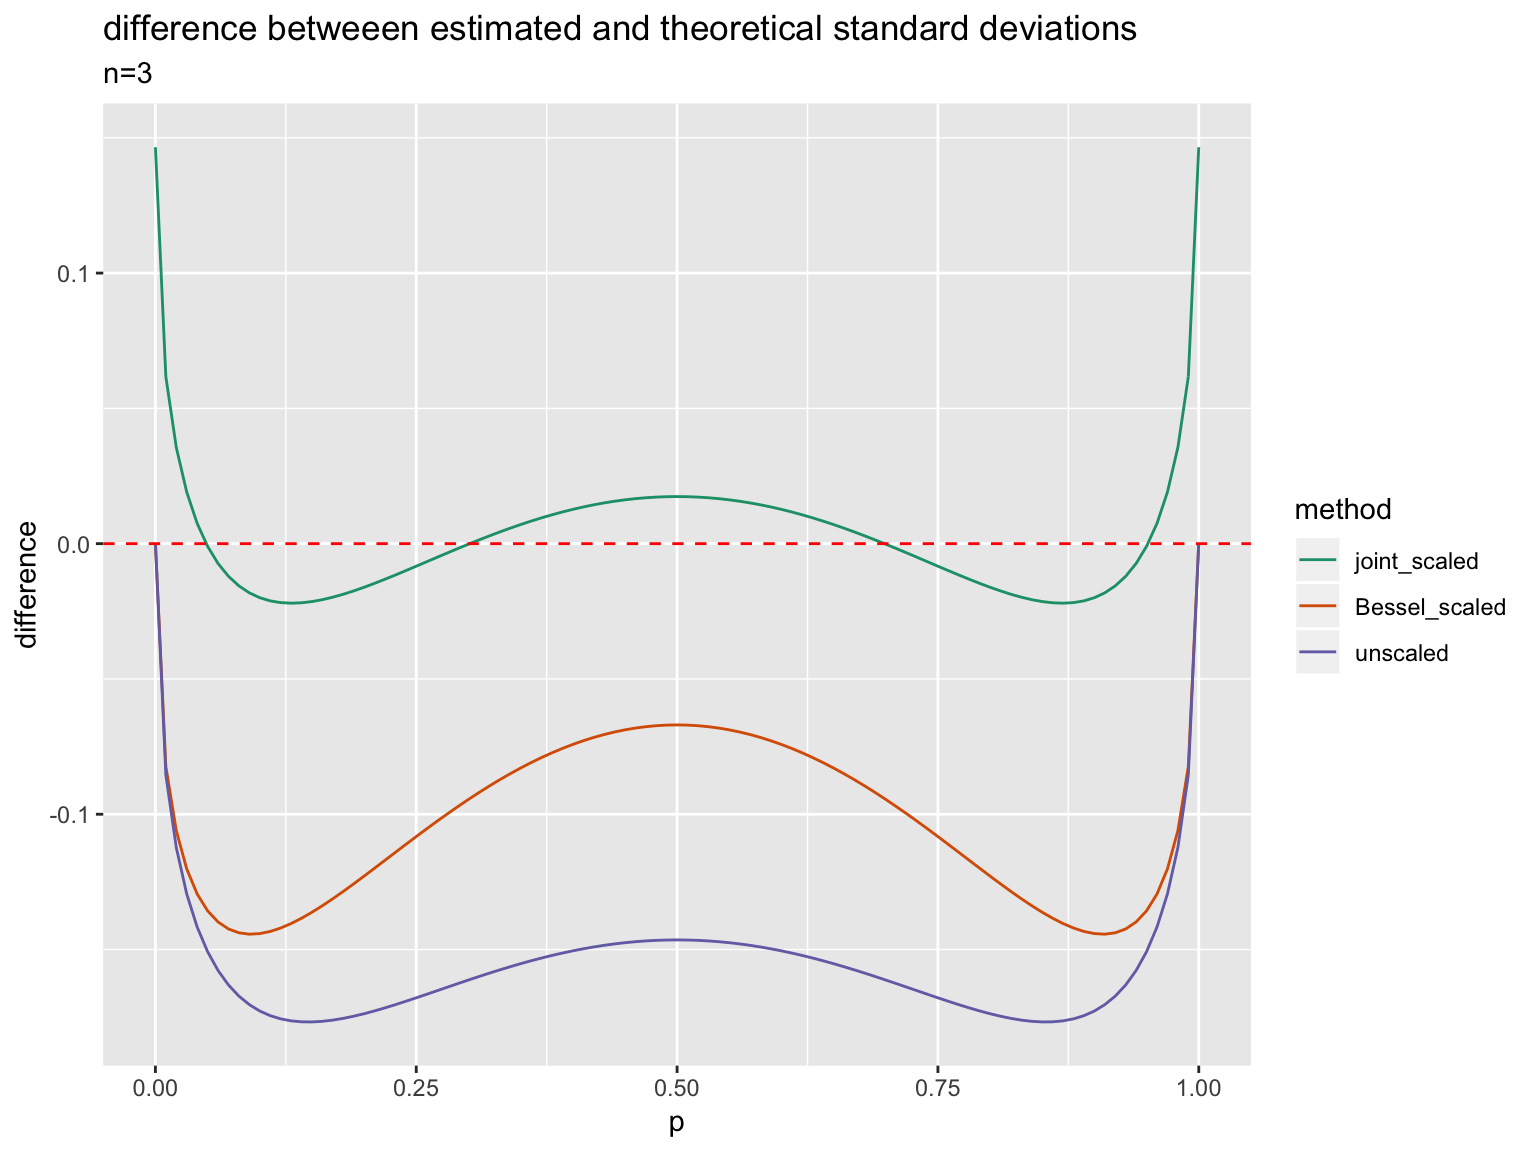 difference betweeen estimated and theoretical standard deviations
n=3
0.1
0.0
-0.1
difference
0.00 0.25 0.50 0.75 1.00
p
method
joint_scaled
Bessel_scaled
unscaled